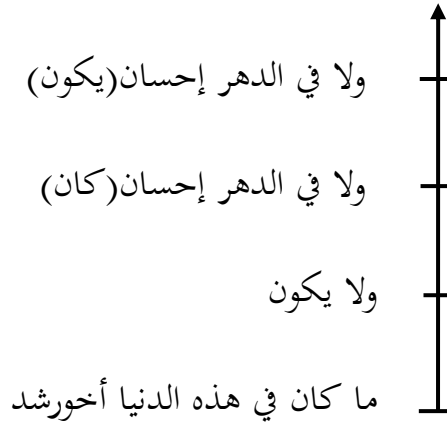 ولا في الدهر إحسان(يكون)
ولا في الدهر إحسان(كان)
ولا يكون
ما كان في هذه الدنيا أخورشد